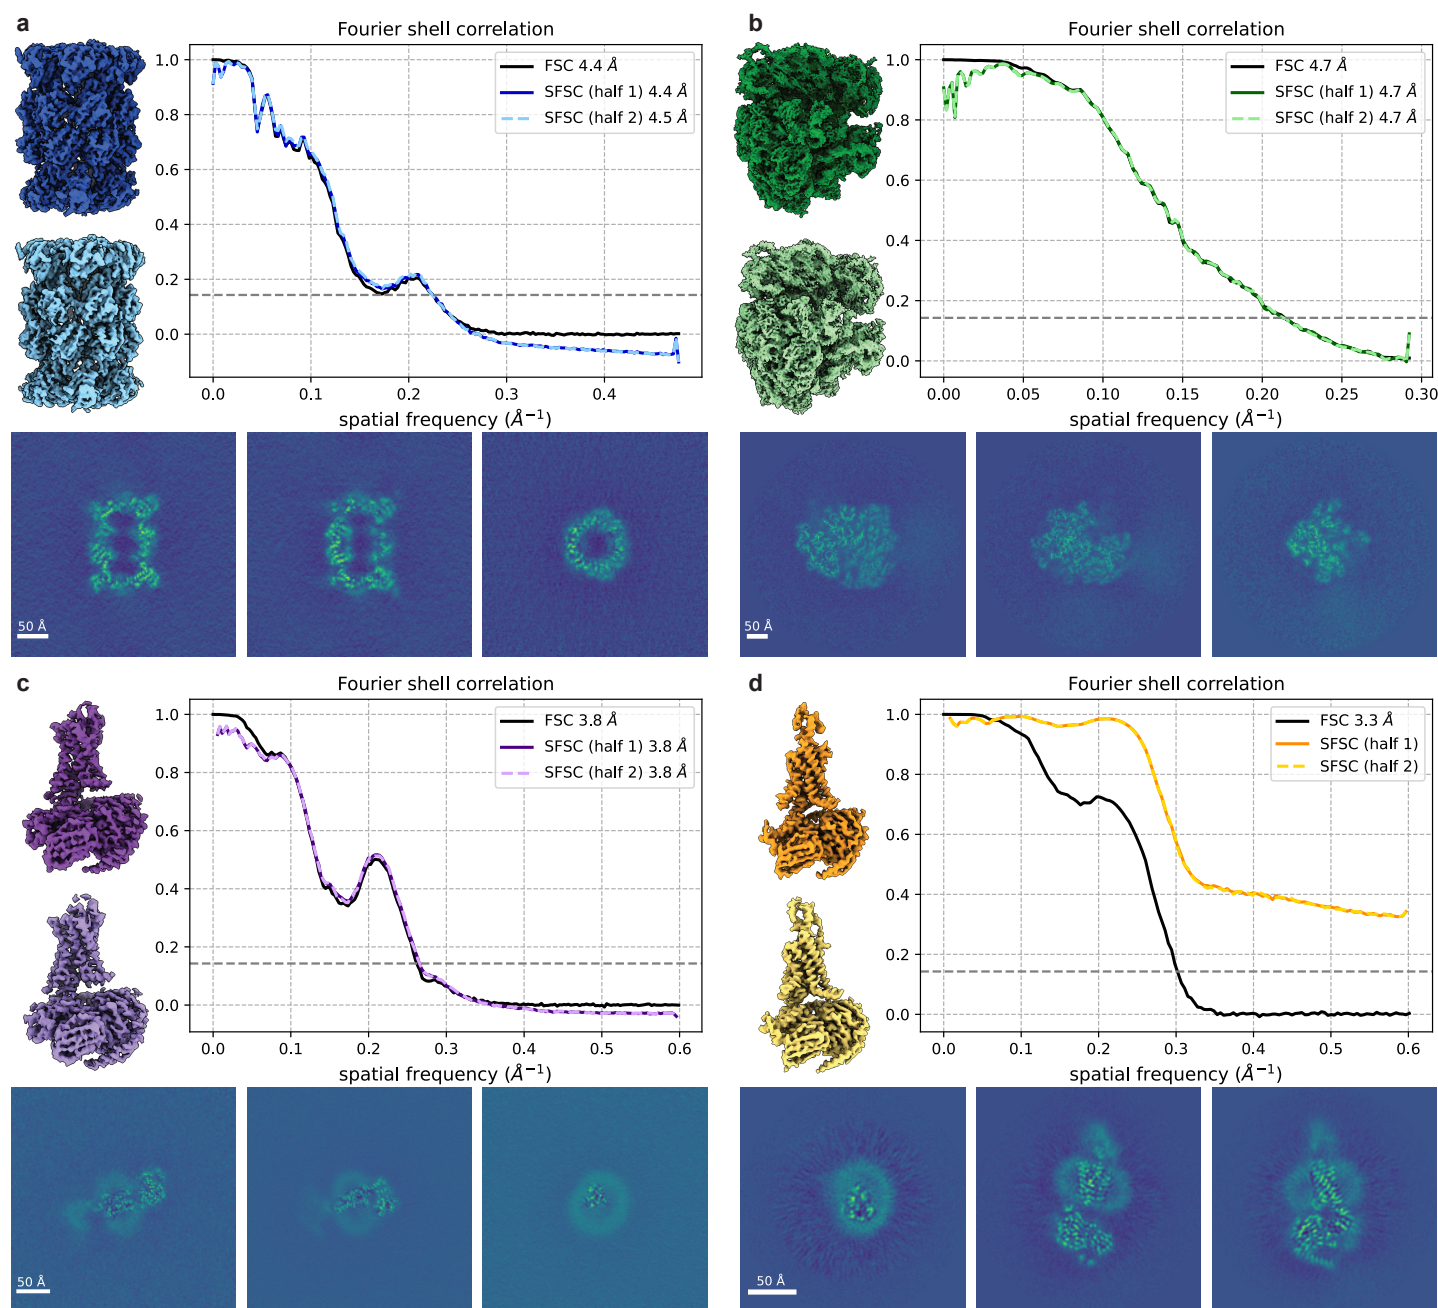 a
Fourier shell correlation
1.0
0.8
0.6
0.4
0.2
0.0
FSC 4.4 Å
SFSC (half 1) 4.4 Å
SFSC (half 2) 4.5 Å
0.0 0.1 0.2 0.3 0.4
spatial frequency (Å⁻¹)
50 Å
b
Fourier shell correlation
1.0
0.8
0.6
0.4
0.2
0.0
FSC 4.7 Å
SFSC (half 1) 4.7 Å
SFSC (half 2) 4.7 Å
0.00 0.05 0.10 0.15 0.20 0.25 0.30
spatial frequency (Å⁻¹)
50 Å
c
Fourier shell correlation
1.0
0.8
0.6
0.4
0.2
0.0
FSC 3.8 Å
SFSC (half 1) 3.8 Å
SFSC (half 2) 3.8 Å
0.0 0.1 0.2 0.3 0.4 0.5 0.6
spatial frequency (Å⁻¹)
50 Å
d
Fourier shell correlation
1.0
0.8
0.6
0.4
0.2
0.0
FSC 3.3 Å
SFSC (half 1)
SFSC (half 2)
0.0 0.1 0.2 0.3 0.4 0.5 0.6
spatial frequency (Å⁻¹)
50 Å